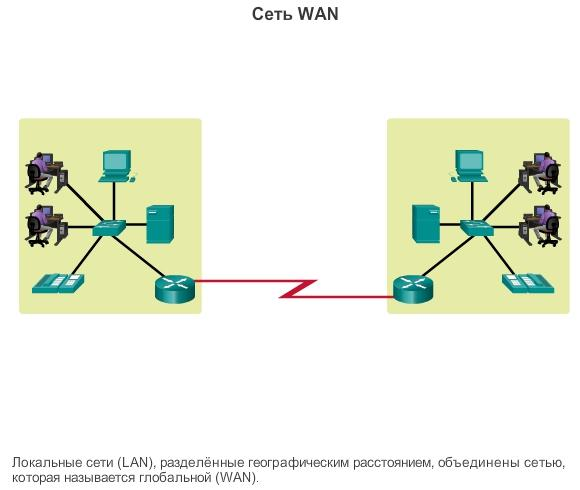 Сеть WAN
Локальные сети (LAN), разделённые географическим расстоянием, объединены сетью,
которая называется глобальной (WAN).